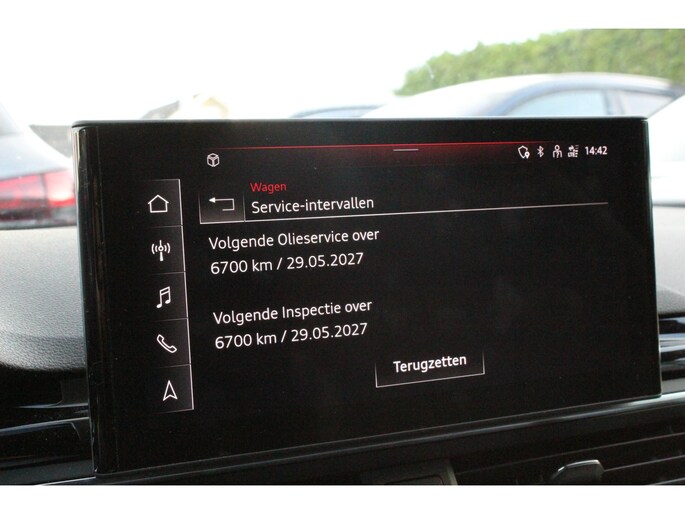 14:42
Wagen
Service-intervallen
Volgende Olieservice over
6700 km / 29.05.2027
Volgende Inspectie over
6700 km / 29.05.2027
Terugzetten